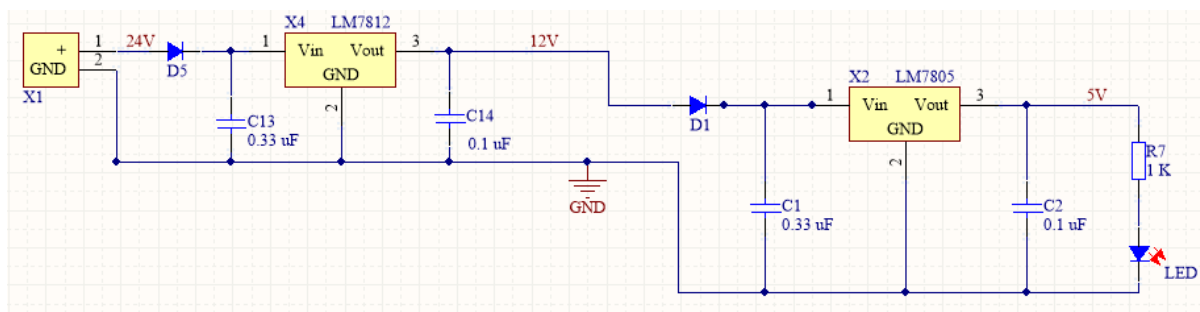 X4 LM7812
1 24V
+
GND
2
X1
D5
1
Vin Vout
GND
3
2
12V
C13
0.33 uF
C14
0.1 uF
GND
D1
X2 LM7805
1
Vin Vout
GND
3
2
5V
C1
0.33 uF
C2
0.1 uF
R7
1 K
LED